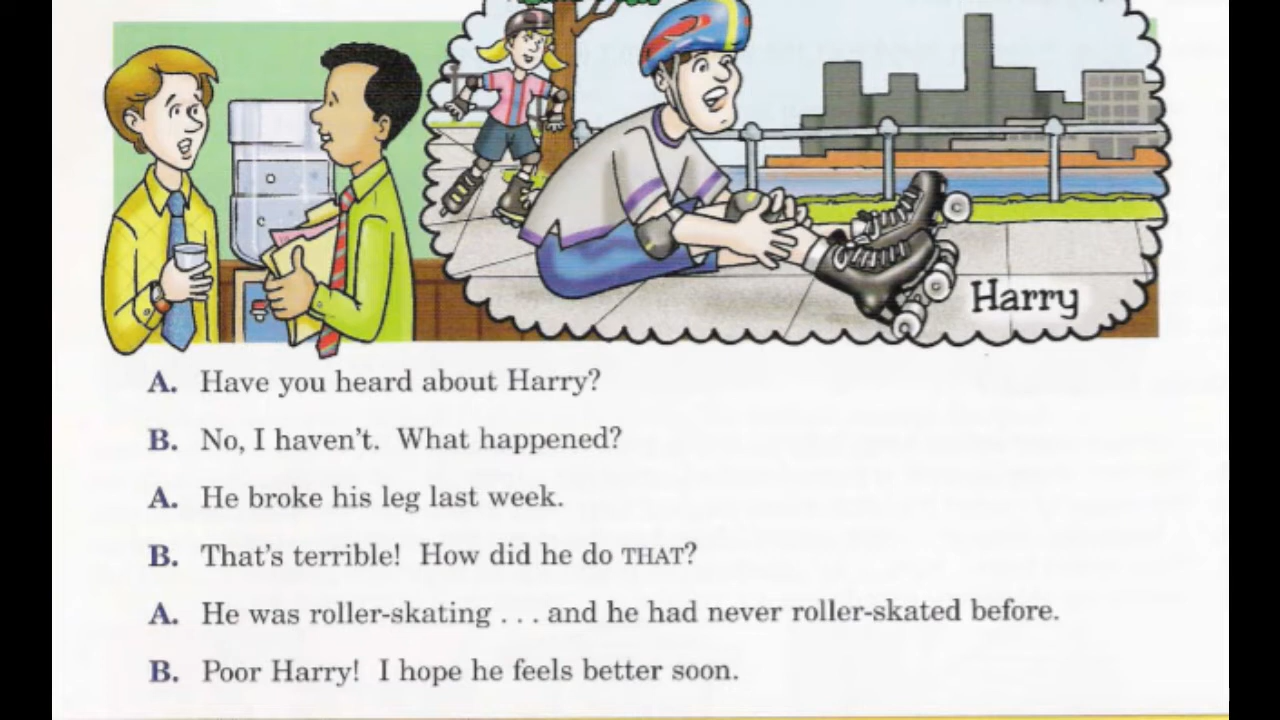 Harry
A. Have you heard about Harry?
B. No, I haven't. What happened?
A. He broke his leg last week.
B. That's terrible! How did he do THAT?
A. He was roller-skating . . . and he had never roller-skated before.
B. Poor Harry! I hope he feels better soon.